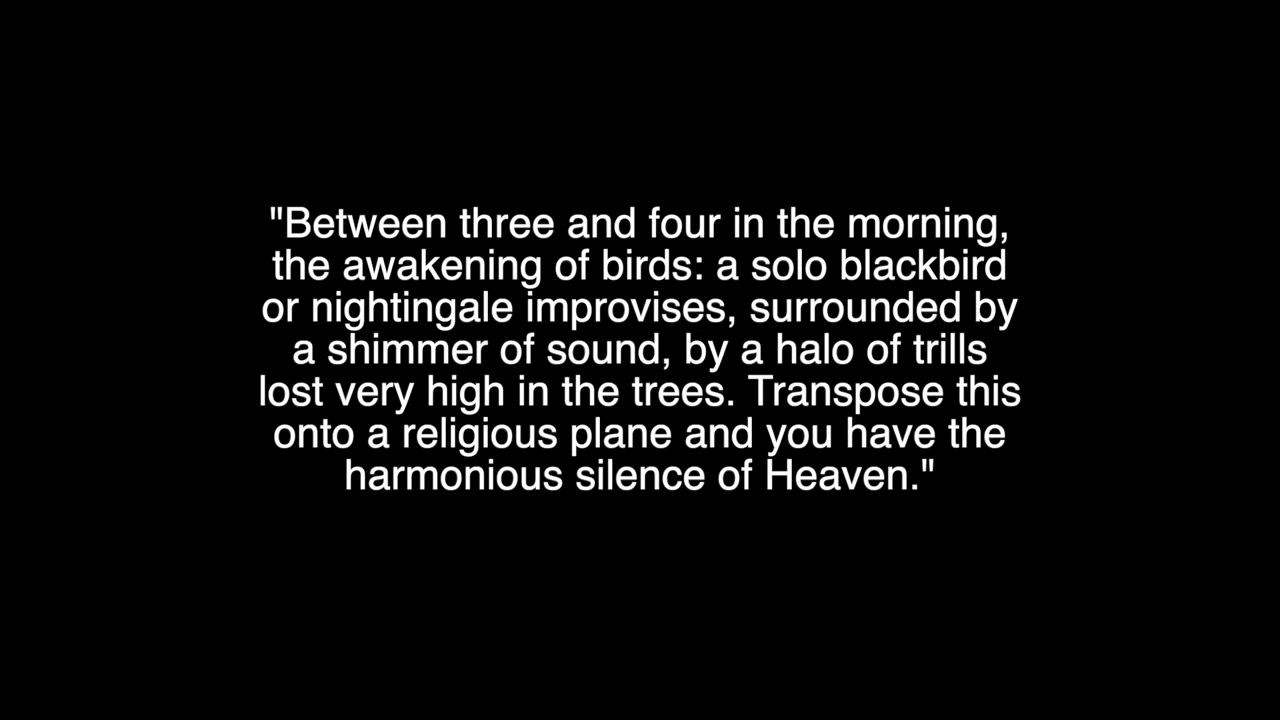 "Between three and four in the morning,
the awakening of birds: a solo blackbird
or nightingale improvises, surrounded by
a shimmer of sound, by a halo of trills
lost very high in the trees. Transpose this
onto a religious plane and you have the
harmonious silence of Heaven."